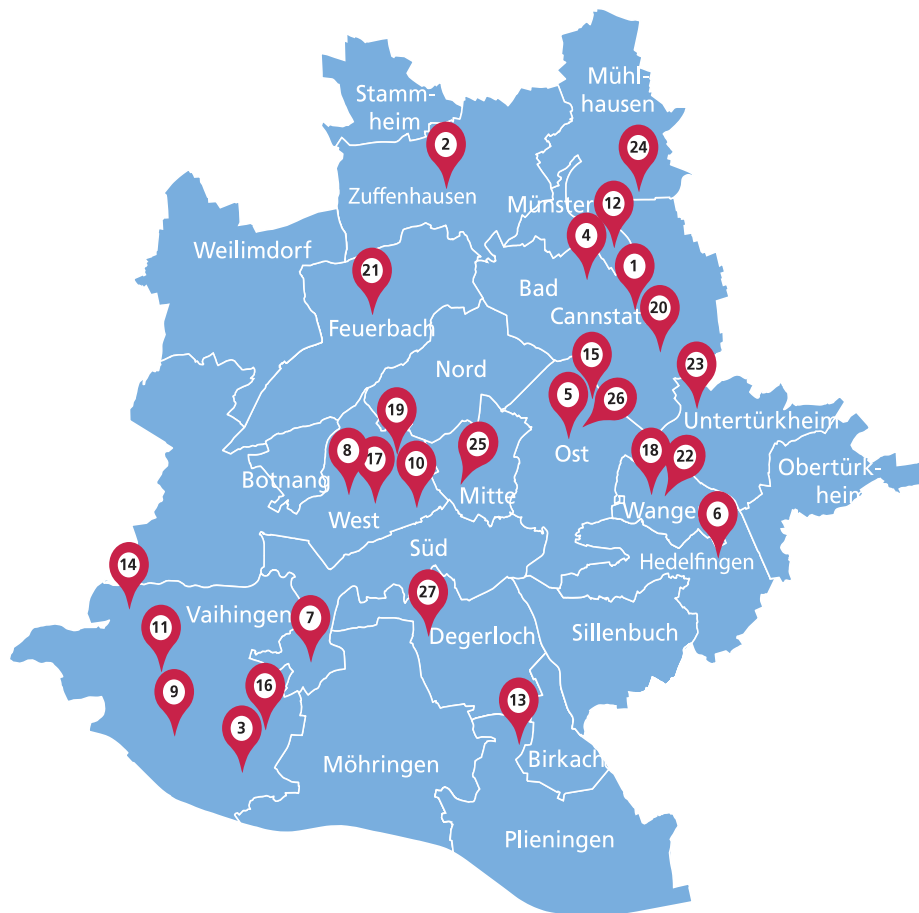 Mühl-
hausen
Stamm-
heim
2
24
Zuffenhausen
Münster
12
4
Weilimdorf
21
1
Bad
Cannstat
20
Feuerbach
15
23
Nord
5
26
19
Untertürkheim
25
8
17
10
Ost
18
22
Obertürk-
heim
Botnang
Mitte
West
Wange
6
Süd
Hedelfingen
14
27
Vaihingen
7
11
Degerloch
Sillenbuch
9
16
13
3
Möhringen
Birkach
Plieningen